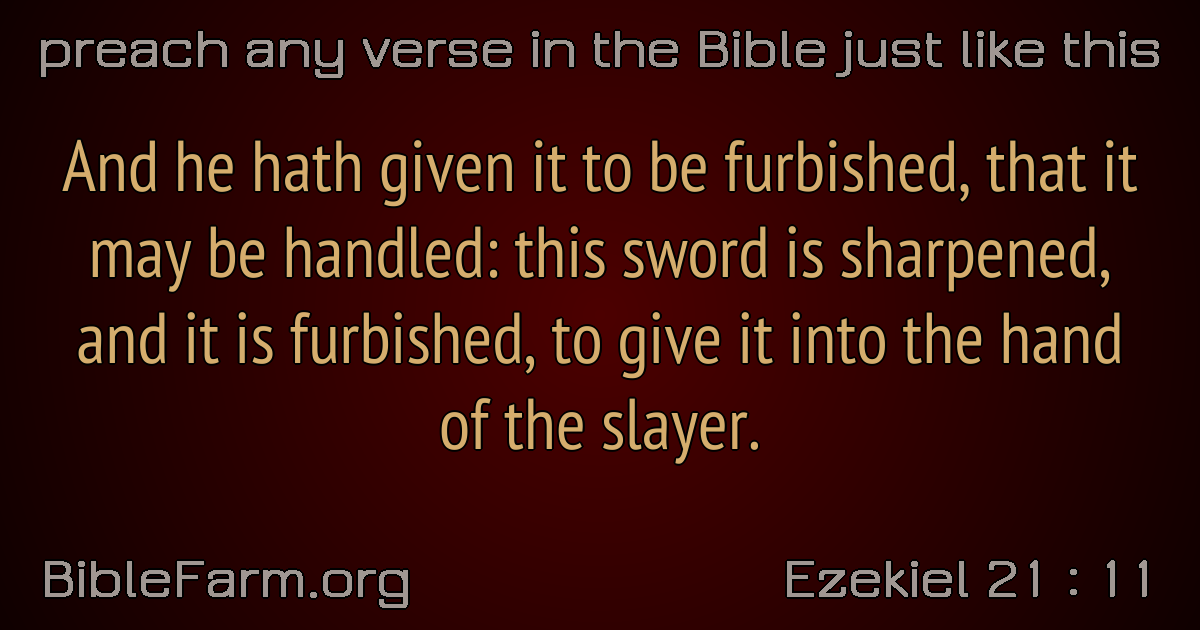 preach any verse in the Bible just like this
And he hath given it to be furbished, that it
may be handled: this sword is sharpened,
and it is furbished, to give it into the hand
of the slayer.
BibleFarm.org
Ezekiel 21 : 11